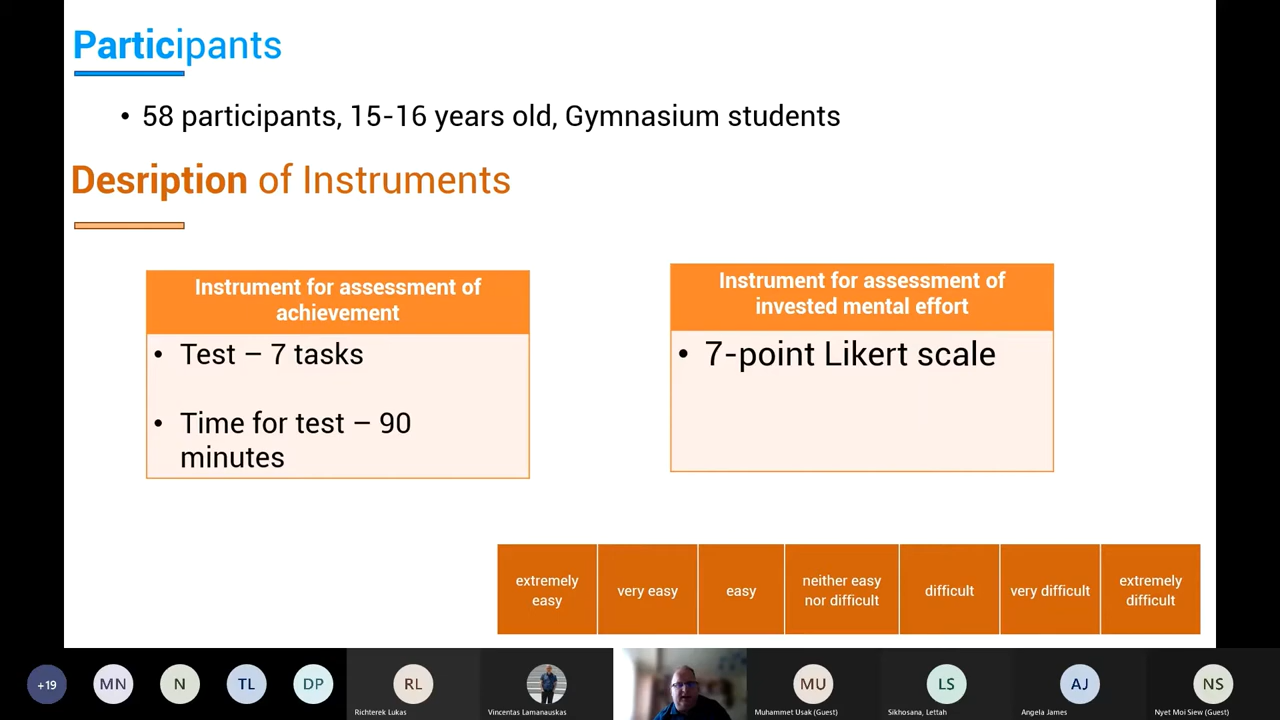 Participants
• 58 participants, 15-16 years old, Gymnasium students
Desription of Instruments
Instrument for assessment of
achievement
• Test – 7 tasks
• Time for test – 90
minutes
Instrument for assessment of
invested mental effort
• 7-point Likert scale
extremely
easy
very easy
easy
neither easy
nor difficult
difficult
very difficult
extremely
difficult
+19
MN
N
TL
DP
RL
Richterek Lukas
Vincentas Lamanauskas
MU
Muhammet Usak (Guest)
LS
Sikhosana, Lettah
AJ
Angela James
NS
Nyet Moi Siew (Guest)